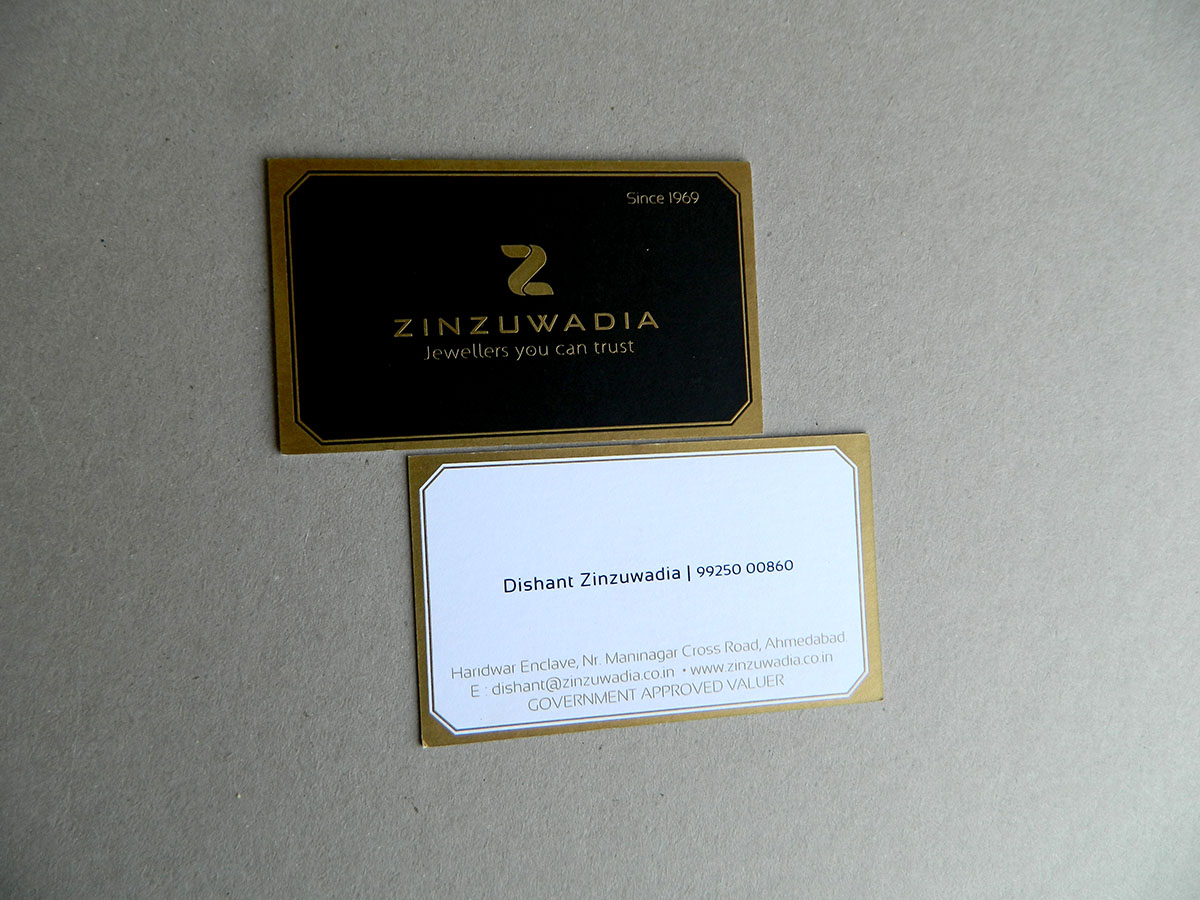 Since 1969
Z
ZINZUWADIA
Jewellers you can trust
Dishant Zinzuwadia | 99250 00860
Haridwar Enclave, Nr. Maninagar Cross Road, Ahmedabad
E : dishant@zinzuwadia.co.in • www.zinzuwadia.co.in
GOVERNMENT APPROVED VALUER